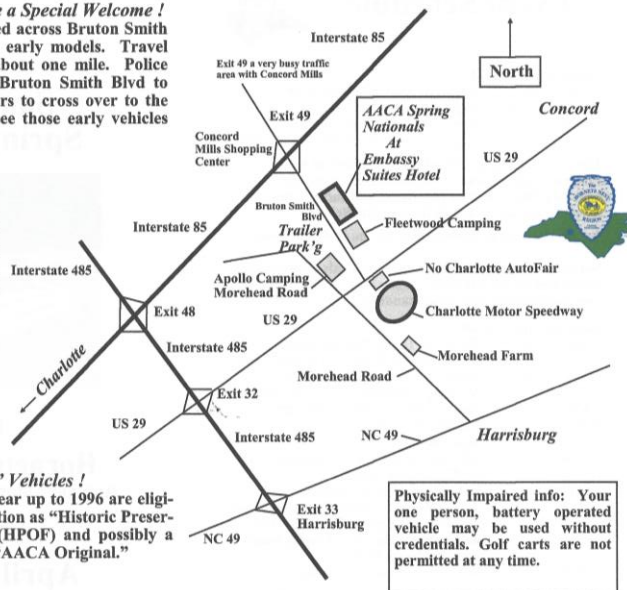 a Special Welcome !
ed across Bruton Smith
early models. Travel
bout one mile. Police
Bruton Smith Blvd to
rs to cross over to the
ee those early vehicles
Interstate 85
Exit 49 a very busy traffic
area with Concord Mills
North
Exit 49
AACA Spring
Nationals
At
Embassy
Suites Hotel
Concord
US 29
Concord
Mills Shopping
Center
Bruton Smith
Blvd
Fleetwood Camping
Trailer
Park'g
Interstate 85
Interstate 485
Apollo Camping
Morehead Road
No Charlotte AutoFair
Exit 48
US 29
Charlotte Motor Speedway
Interstate 485
Morehead Farm
Charlotte
Morehead Road
Exit 32
US 29
Interstate 485
NC 49
Harrisburg
' Vehicles !
ear up to 1996 are eligi-
tion as “Historic Preser-
(HPOF) and possibly a
AACA Original.”
Exit 33
Harrisburg
NC 49
Physically Impaired info: Your
one person, battery operated
vehicle may be used without
credentials. Golf carts are not
permitted at any time.